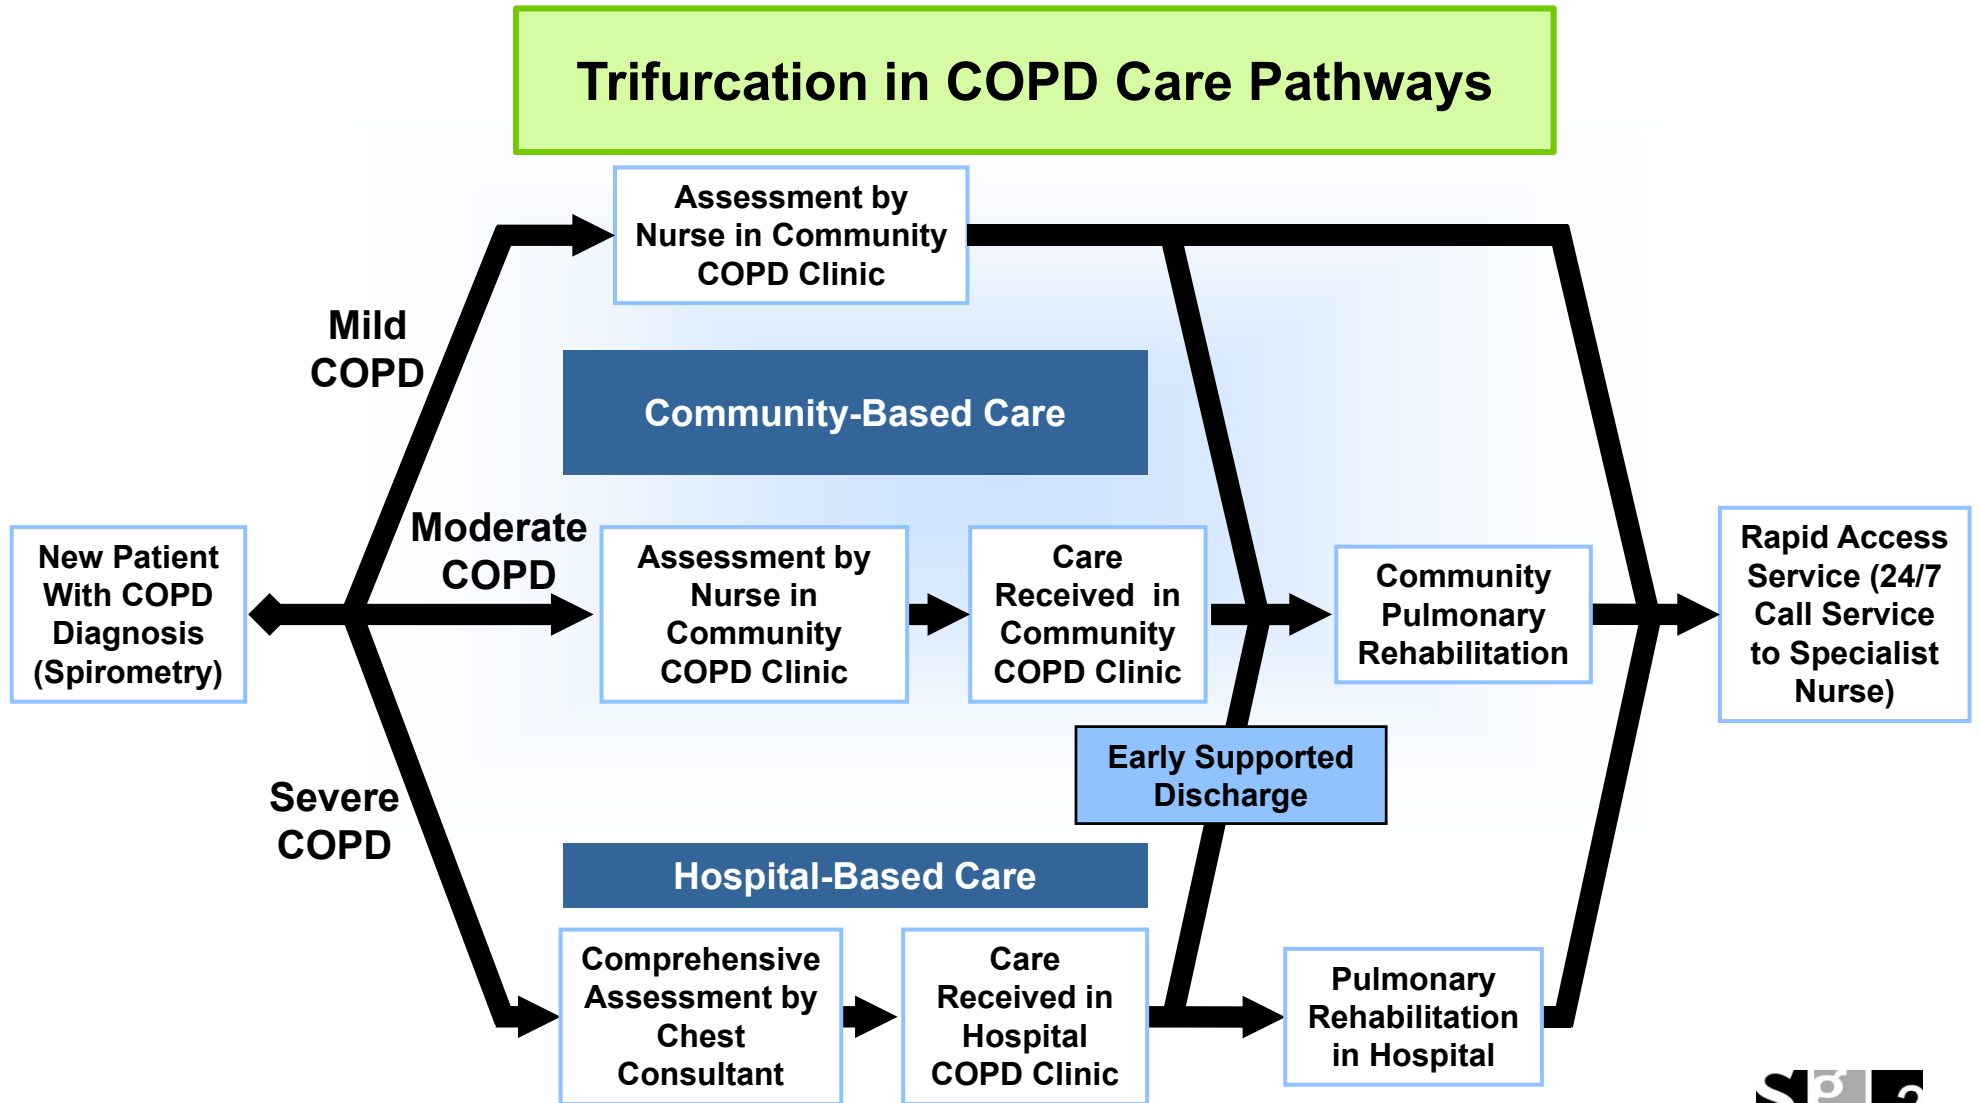 Trifurcation in COPD Care Pathways
Assessment by
Nurse in Community
COPD Clinic
Mild
COPD
Community-Based Care
Moderate
COPD
New Patient
With COPD
Diagnosis
(Spirometry)
Assessment by
Nurse in
Community
COPD Clinic
Care
Received in
Community
COPD Clinic
Community
Pulmonary
Rehabilitation
Rapid Access
Service (24/7
Call Service
to Specialist
Nurse)
Early Supported
Discharge
Severe
COPD
Hospital-Based Care
Comprehensive
Assessment by
Chest
Consultant
Care
Received in
Hospital
COPD Clinic
Pulmonary
Rehabilitation
in Hospital